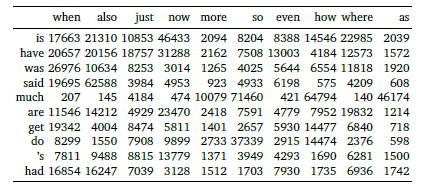 when also just now more so even how where as
is 17663 21310 10853 46433 2094 8204 8388 14546 22985 2039
have 20657 20156 18757 31288 2162 7508 13003 4184 12573 1572
was 26976 10634 8253 3014 1265 4025 5644 6554 11818 1920
said 19695 62588 3984 4953 923 4933 6198 575 4209 608
much 207 145 4184 474 10079 71460 421 64794 140 46174
are 11546 14212 4929 23470 2418 7591 4779 7952 19832 1214
get 19342 4004 8474 5811 1401 2657 5930 14477 6840 718
do 8299 1550 7908 9899 2733 37339 2915 14474 2376 598
's 7811 9488 8815 13779 1371 3949 4293 1690 6281 1500
had 16854 16247 7039 3128 1512 1703 7930 1735 6936 1742